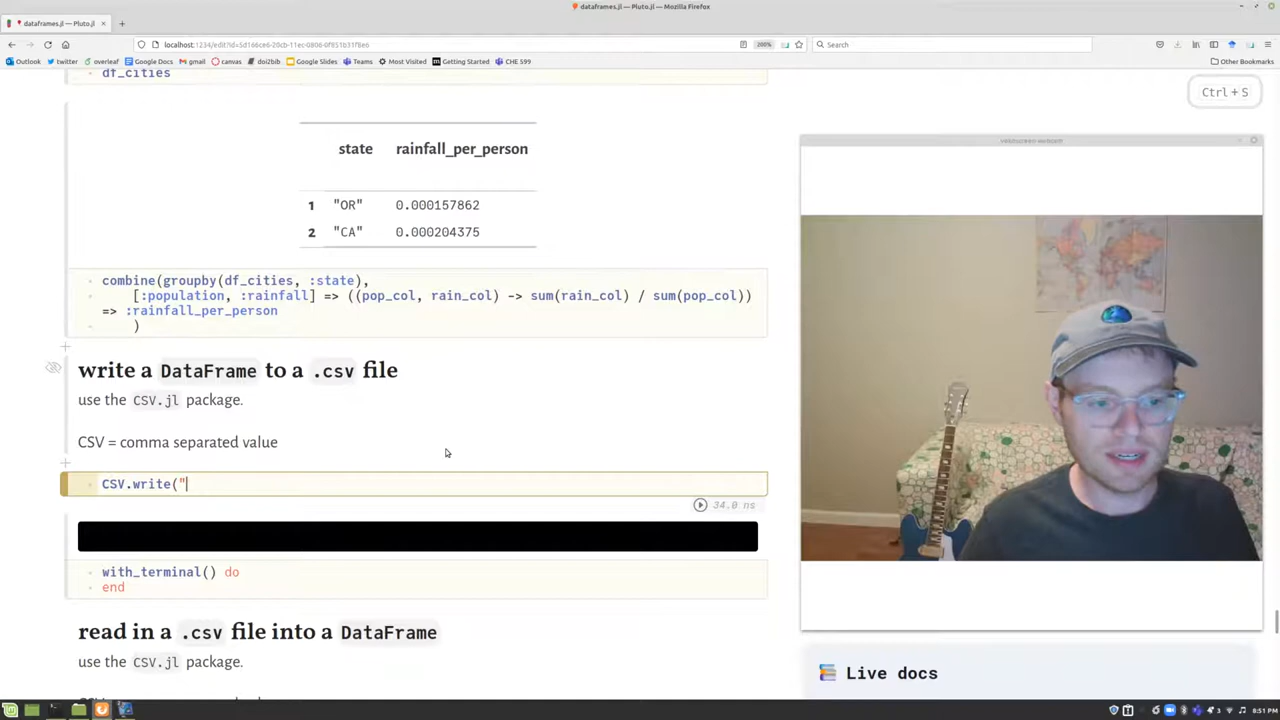 dataframes.jl — Pluto.jl — Mozilla Firefox
dataframes.jl — Pluto.jl
localhost:1234/edit?id=5d166ce6-20cb-11ec-0806-0f851b31f8e6
200%
Search
Outlook twitter overleaf Google Docs gmail canvas doi2bib Google Slides Teams Most Visited Getting Started CHE 599 Other Bookmarks
df_cities
Ctrl + S
state rainfall_per_person
1 "OR" 0.000157862
2 "CA" 0.000204375
combine(groupby(df_cities, :state),
[:population, :rainfall] => ((pop_col, rain_col) -> sum(rain_col) / sum(pop_col))
=> :rainfall_per_person
)
write a DataFrame to a .csv file
use the CSV.jl package.
CSV = comma separated value
CSV.write("
34.0 ns
with_terminal() do
end
read in a .csv file into a DataFrame
use the CSV.jl package.
Live docs
8:51 PM